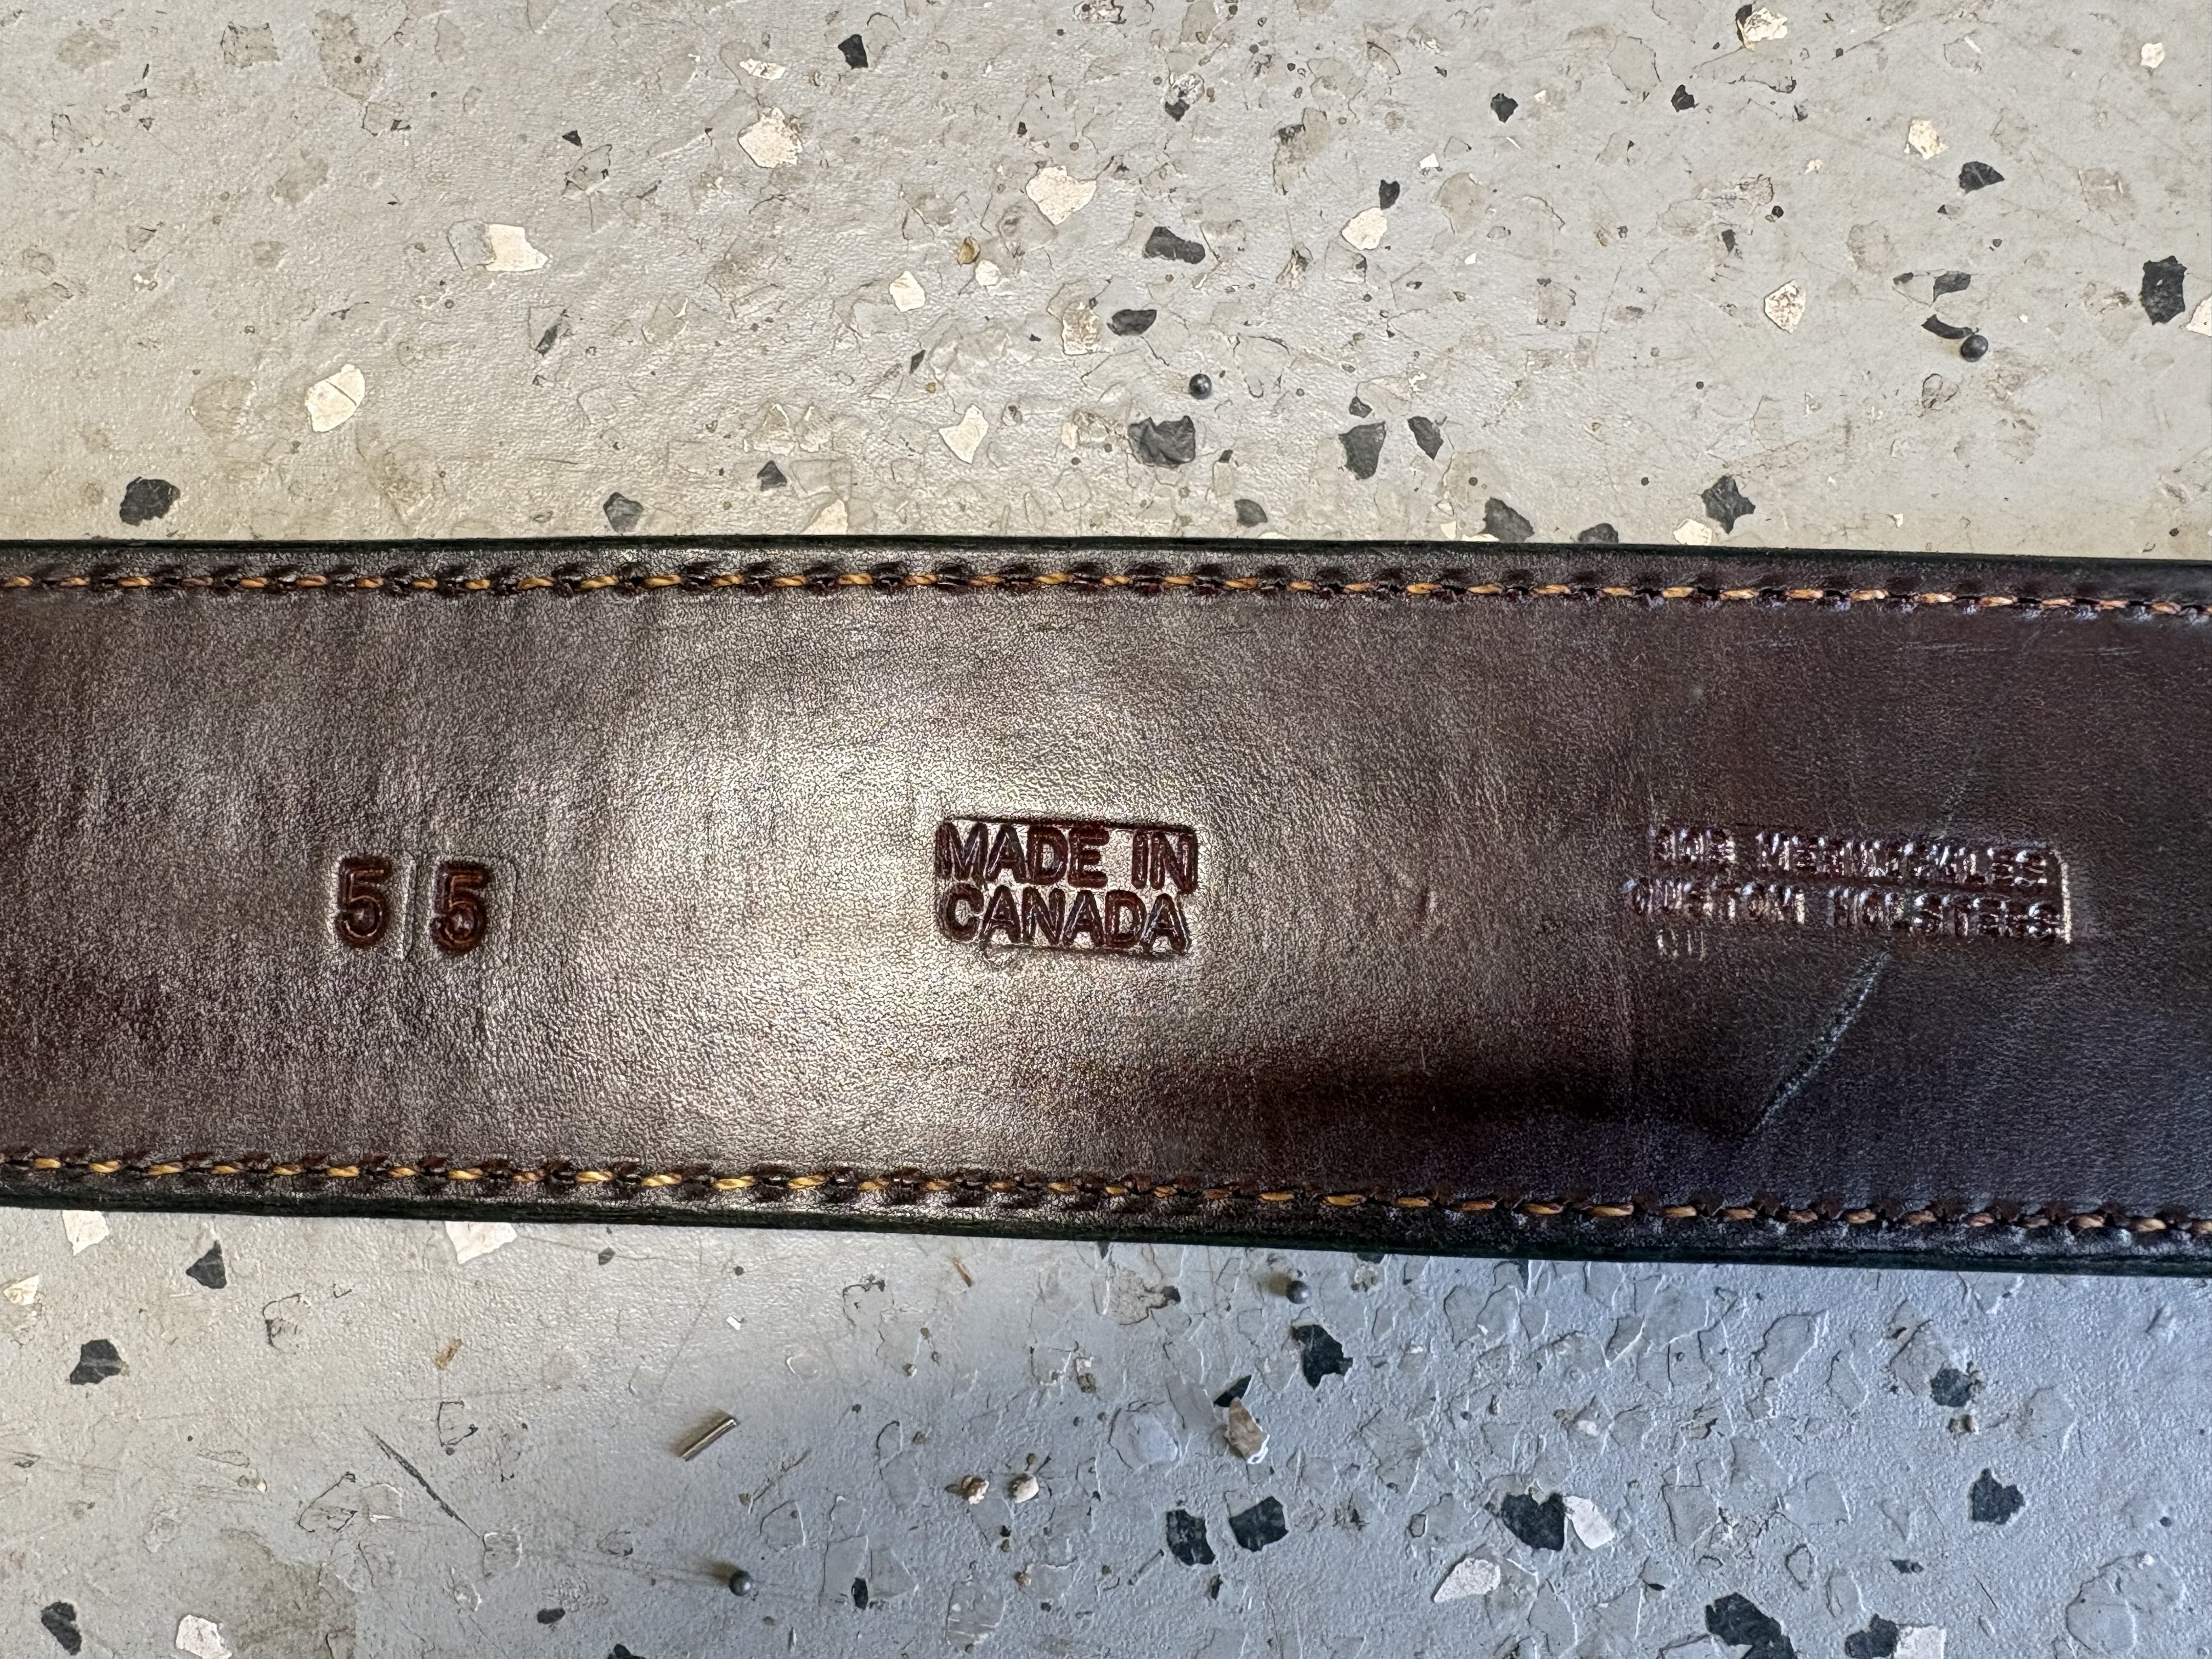 55
MADE IN
CANADA
CUSTOM HOLSTERS